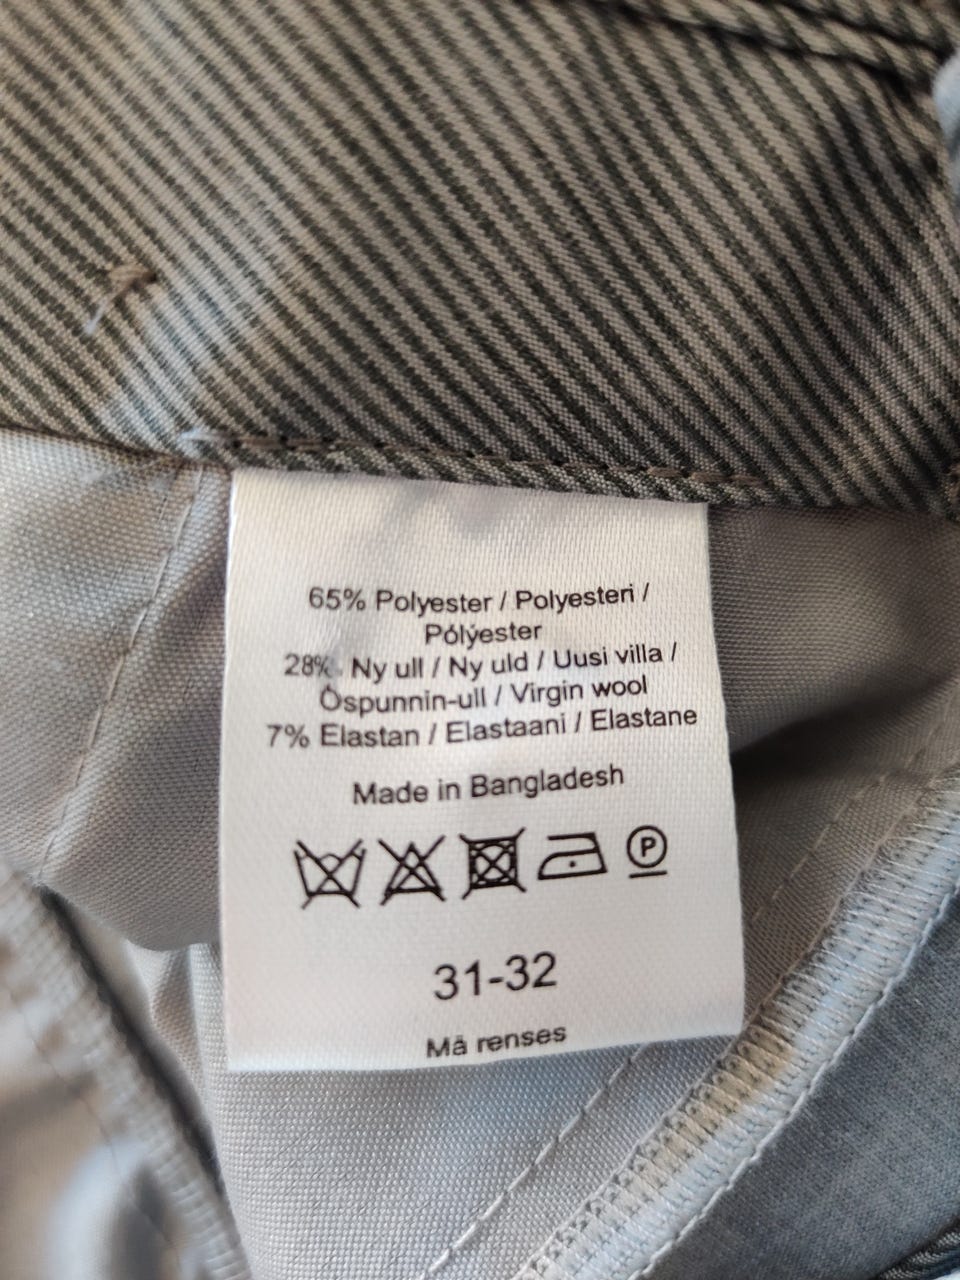 65% Polyester / Polyesteri /
Pólýester
28% Ny ull / Ny uld / Uusi villa /
Óspunnin-ull / Virgin wool
7% Elastan / Elastaani / Elastane
Made in Bangladesh
P
31-32
Må renses